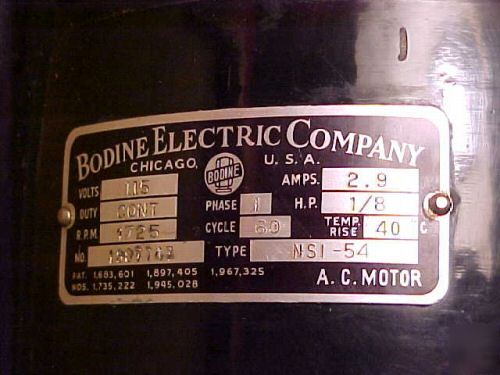 BODINE ELECTRIC COMPANY
CHICAGO, U.S.A.
BODINE
VOLTS 115 AMPS. 2.9
DUTY CONT PHASE 1 H.P. 1/8
R.P.M. 1725 CYCLE 60 TEMP. RISE 40 C
NO. TYPE NSI-54
PAT. 1,683,601 1,897,405 1,967,325
NOS. 1,735,222 1,945,028
A.C. MOTOR